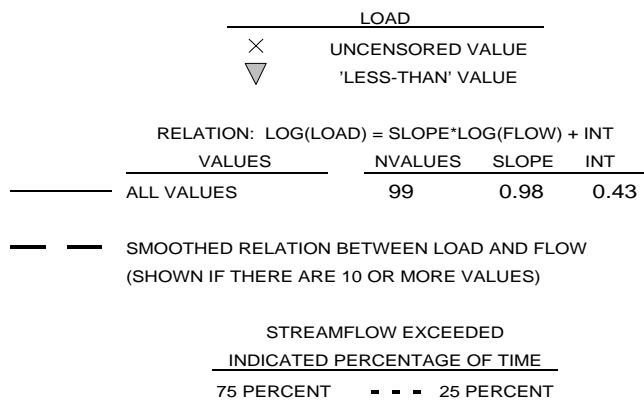 LOAD
UNCENSORED VALUE
'LESS-THAN' VALUE
RELATION: LOG(LOAD) = SLOPE*LOG(FLOW) + INT
VALUES NVALUES SLOPE INT
ALL VALUES 99 0.98 0.43
SMOOTHED RELATION BETWEEN LOAD AND FLOW
(SHOWN IF THERE ARE 10 OR MORE VALUES)
STREAMFLOW EXCEEDED
INDICATED PERCENTAGE OF TIME
75 PERCENT 25 PERCENT